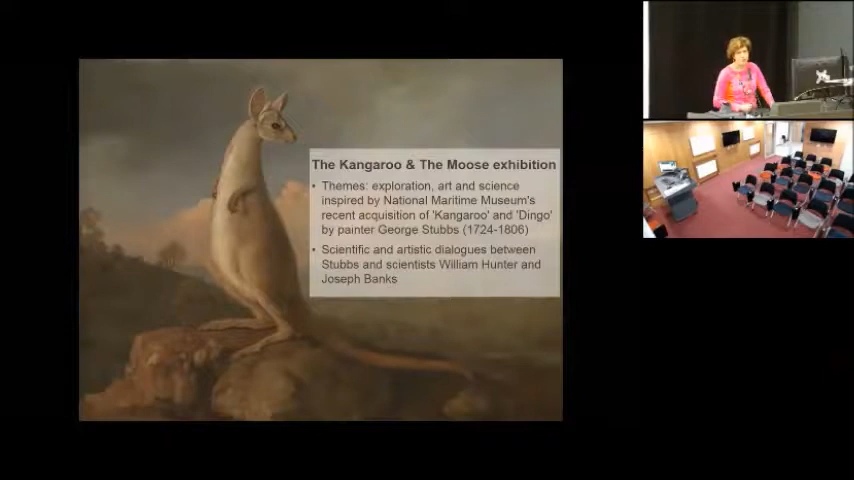 The Kangaroo & The Moose exhibition
• Themes: exploration, art and science
inspired by National Maritime Museum's
recent acquisition of 'Kangaroo' and 'Dingo'
by painter George Stubbs (1724-1806)
• Scientific and artistic dialogues between
Stubbs and scientists William Hunter and
Joseph Banks